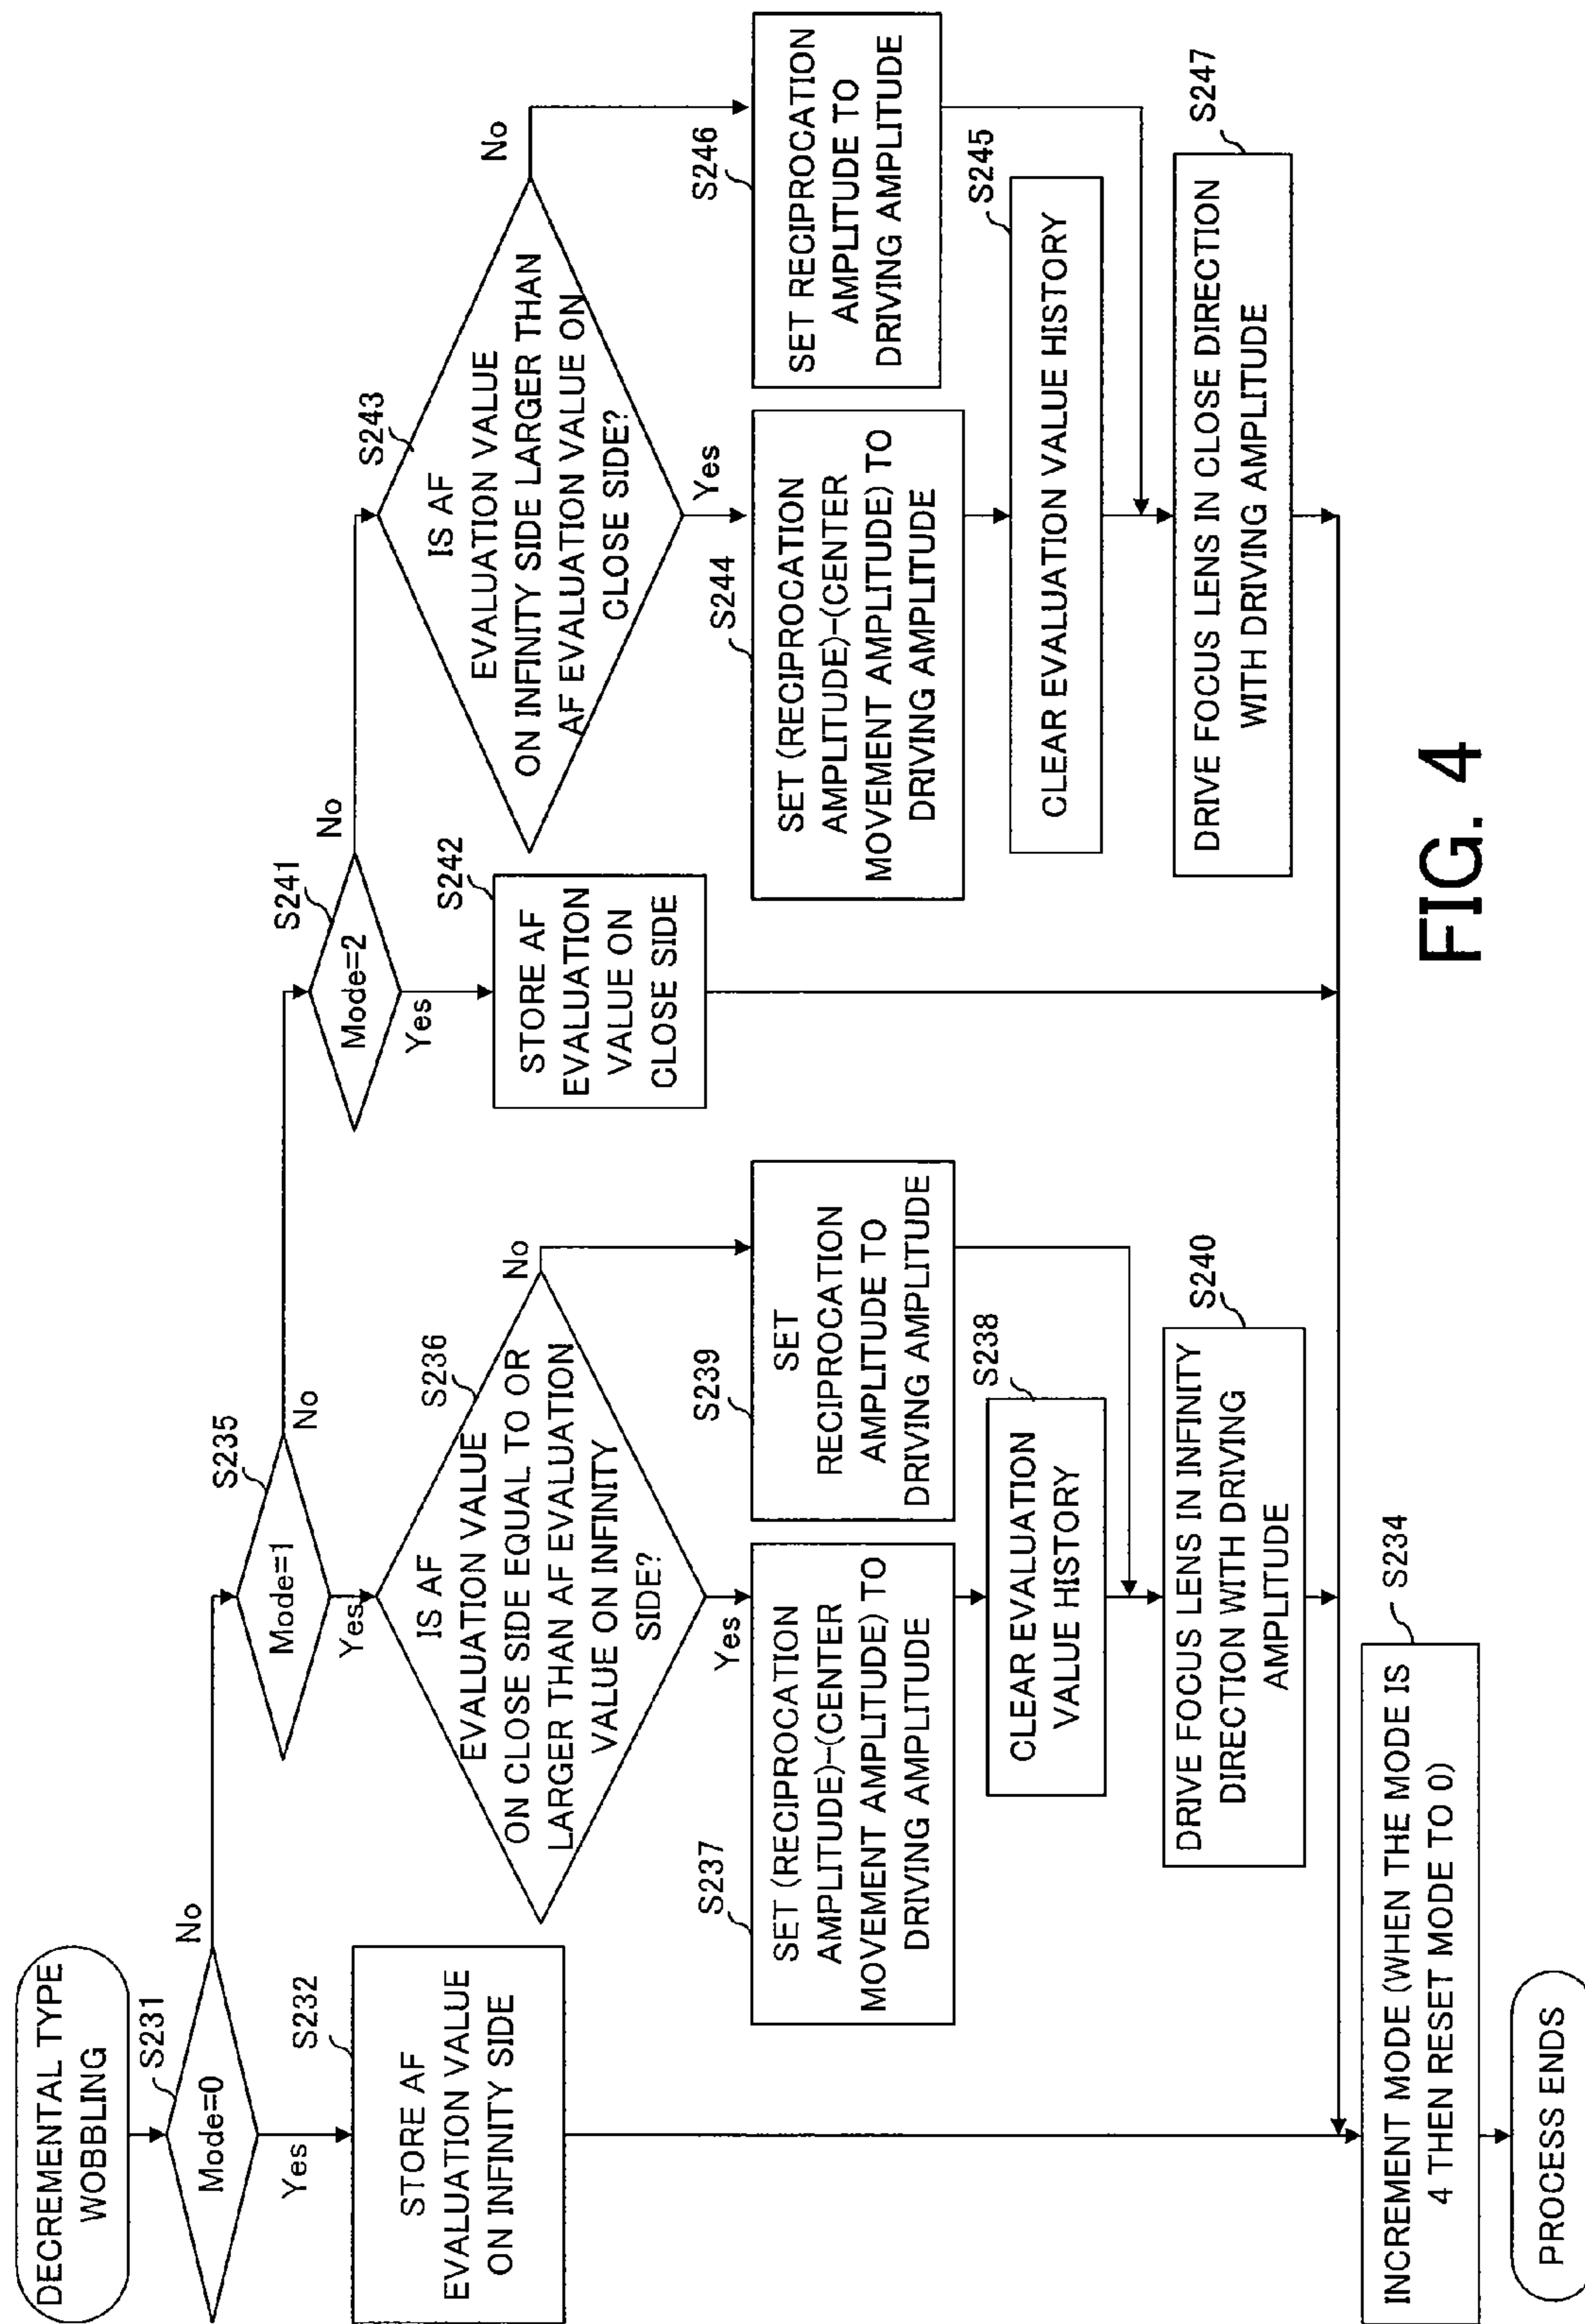 DECREMENTAL TYPE
WOBBLING
S231
Mode=0
No
Yes
S232
STORE AF
EVALUATION VALUE
ON INFINITY SIDE
S235
Mode=1
No
Yes
S236
IS AF
EVALUATION VALUE
ON CLOSE SIDE EQUAL TO OR
LARGER THAN AF EVALUATION
VALUE ON INFINITY
SIDE?
No
Yes
S237
SET (RECIPROCATION
AMPLITUDE)-(CENTER
MOVEMENT AMPLITUDE) TO
DRIVING AMPLITUDE
S239
SET
RECIPROCATION
AMPLITUDE TO
DRIVING AMPLITUDE
S238
CLEAR EVALUATION
VALUE HISTORY
S240
DRIVE FOCUS LENS IN INFINITY
DIRECTION WITH DRIVING
AMPLITUDE
S241
Mode=2
No
Yes
S242
STORE AF
EVALUATION
VALUE ON
CLOSE SIDE
S243
IS AF
EVALUATION VALUE
ON INFINITY SIDE LARGER THAN
AF EVALUATION VALUE ON
CLOSE SIDE?
No
Yes
S244
SET (RECIPROCATION
AMPLITUDE)-(CENTER
MOVEMENT AMPLITUDE) TO
DRIVING AMPLITUDE
S246
SET RECIPROCATION
AMPLITUDE TO
DRIVING AMPLITUDE
S245
CLEAR EVALUATION VALUE HISTORY
S247
DRIVE FOCUS LENS IN CLOSE DIRECTION
WITH DRIVING AMPLITUDE
S234
INCREMENT MODE (WHEN THE MODE IS
4 THEN RESET MODE TO 0)
PROCESS ENDS
FIG. 4